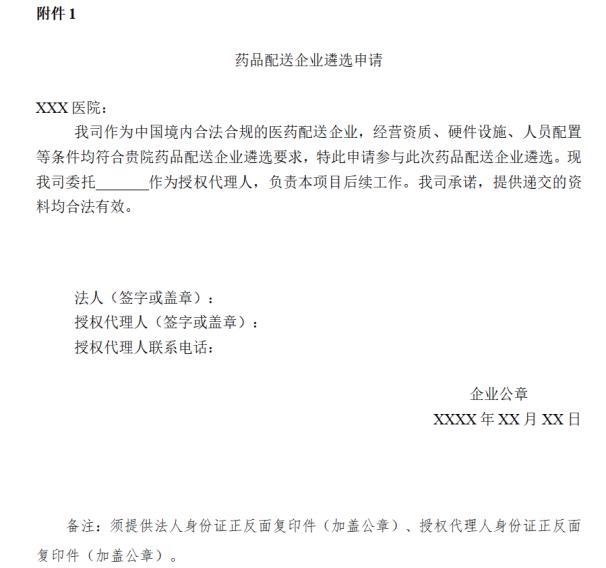 附件 1
药品配送企业遴选申请
XXX 医院：
我司作为中国境内合法合规的医药配送企业，经营资质、硬件设施、人员配置
等条件均符合贵院药品配送企业遴选要求，特此申请参与此次药品配送企业遴选。现
我司委托_______作为授权代理人，负责本项目后续工作。我司承诺，提供递交的资
料均合法有效。
法人（签字或盖章）：
授权代理人（签字或盖章）：
授权代理人联系电话：
企业公章
XXXX 年 XX 月 XX 日
备注：须提供法人身份证正反面复印件（加盖公章）、授权代理人身份证正反面
复印件（加盖公章）。